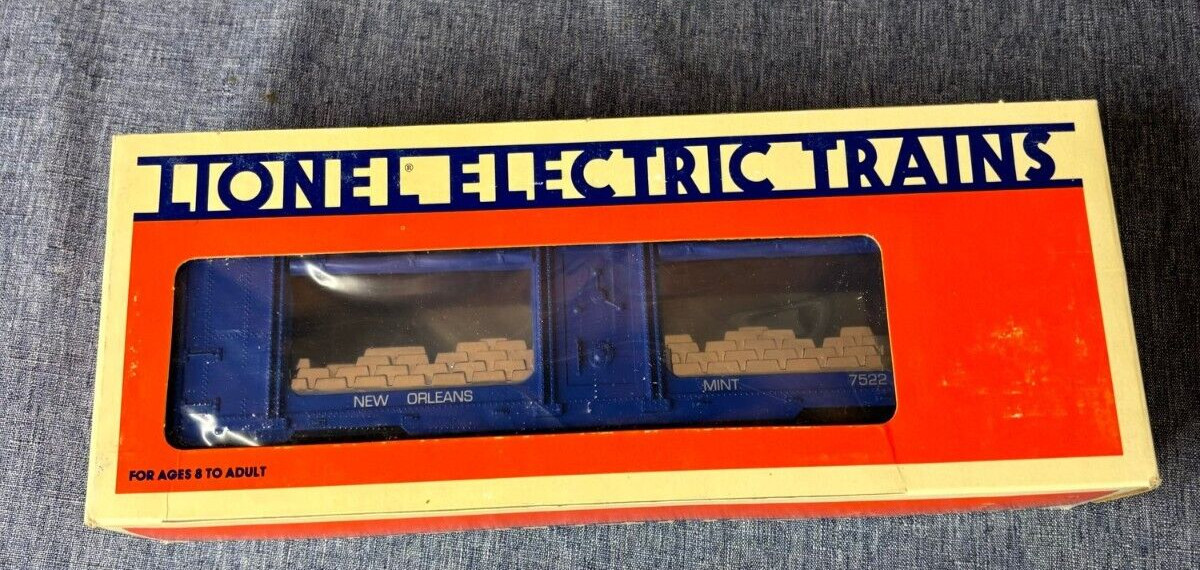 LIONEL® ELECTRIC TRAINS
NEW ORLEANS
MINT
7522
FOR AGES 8 TO ADULT